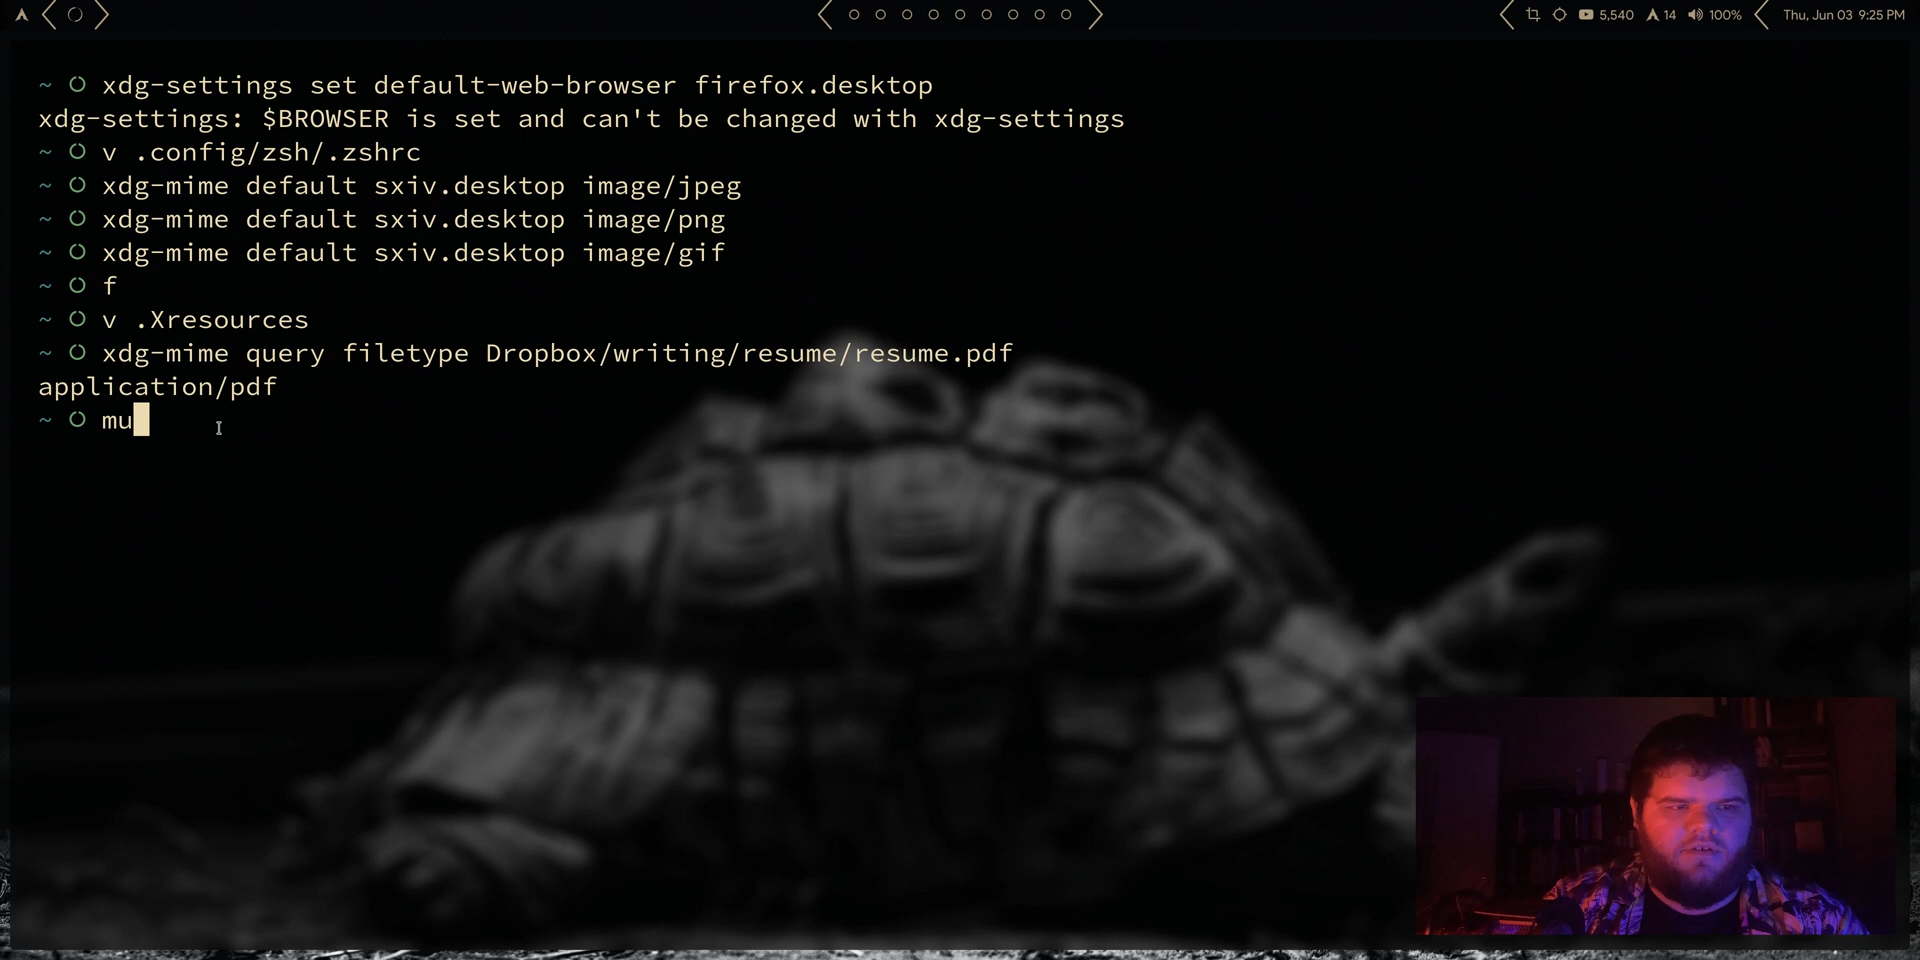 5,540 14 100% Thu, Jun 03 9:25 PM
~ xdg-settings set default-web-browser firefox.desktop
xdg-settings: $BROWSER is set and can't be changed with xdg-settings
~ v .config/zsh/.zshrc
~ xdg-mime default sxiv.desktop image/jpeg
~ xdg-mime default sxiv.desktop image/png
~ xdg-mime default sxiv.desktop image/gif
~ f
~ v .Xresources
~ xdg-mime query filetype Dropbox/writing/resume/resume.pdf
application/pdf
~ mu